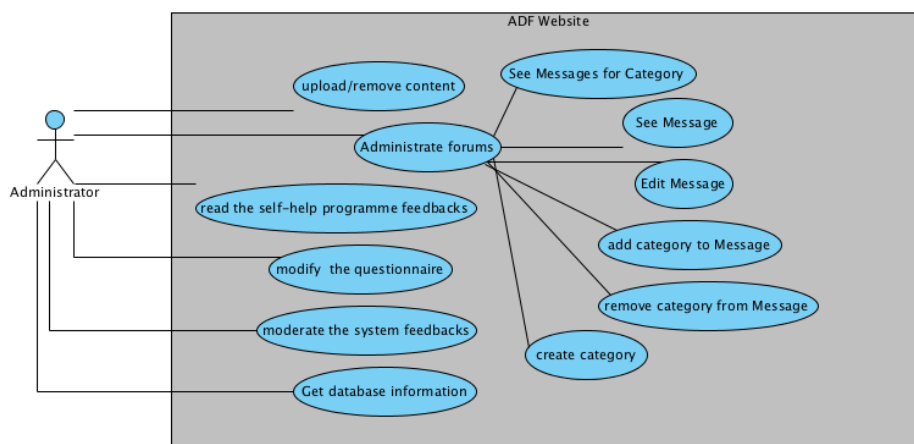 ADF Website
See Messages for Category
upload/remove content
See Message
Administrate forums
Edit Message
Administrator
read the self-help programme feedbacks
add category to Message
modify  the questionnaire
remove category from Message
moderate the system feedbacks
create category
Get database information